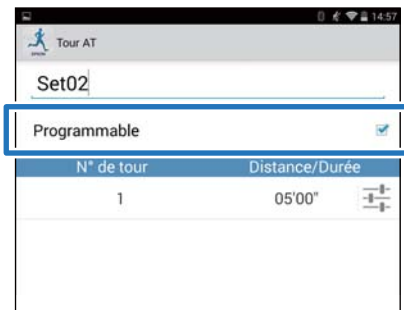 14:57
Tour AT
Set02
Programmable
N° de tour Distance/Durée
1 05'00"